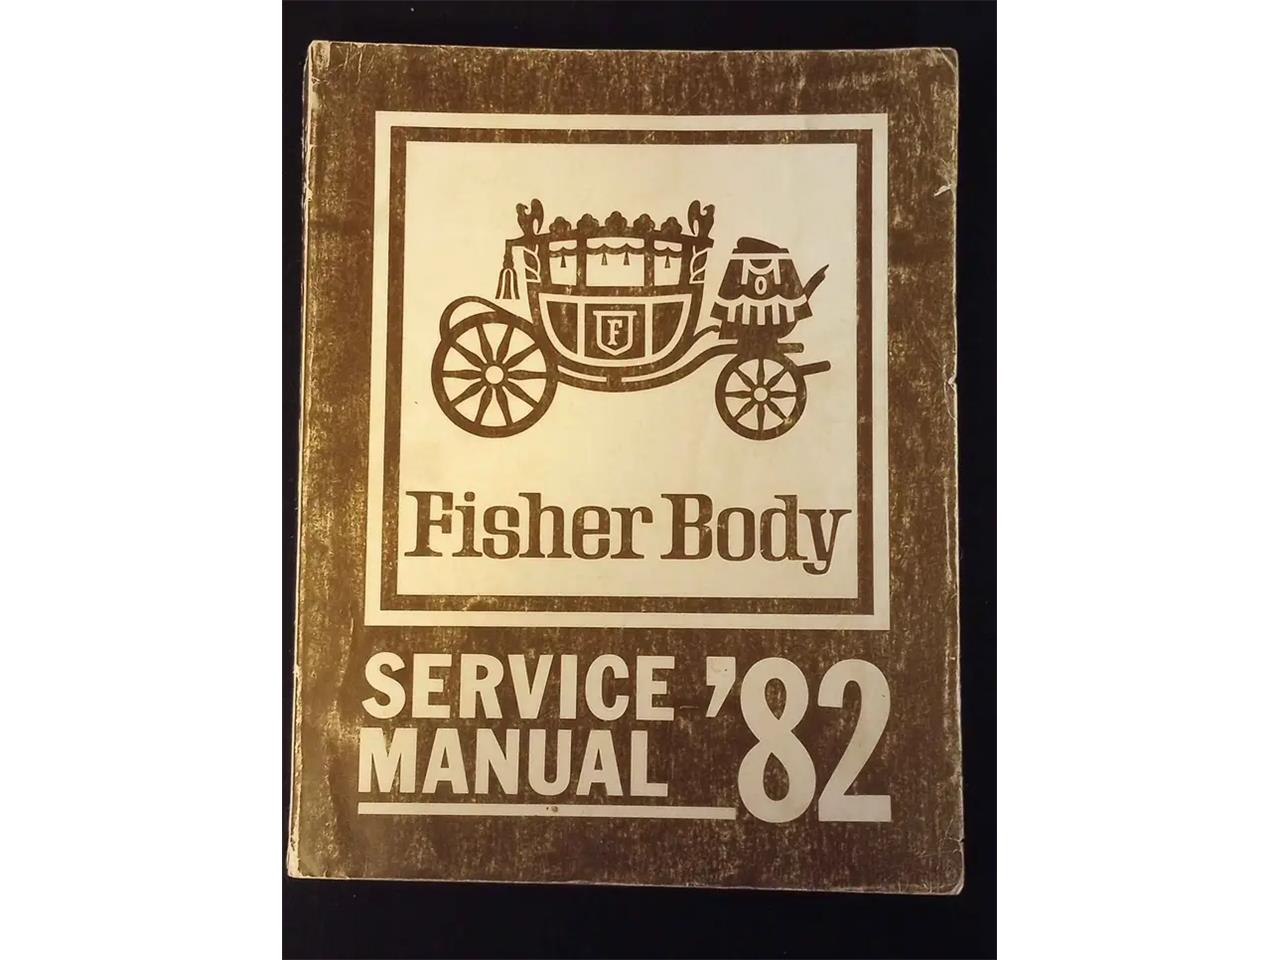 F
Fisher Body
SERVICE
MANUAL
'82